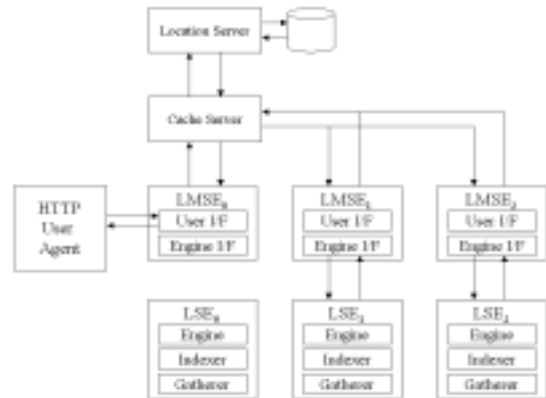 Location Server
Cache Server
HTTP
User
Agent
LMSE₀
User I/F
Engine I/F
LMSE₁
User I/F
Engine I/F
LMSE₂
User I/F
Engine I/F
LSE₀
Engine
Indexer
Gatherer
LSE₁
Engine
Indexer
Gatherer
LSE₂
Engine
Indexer
Gatherer